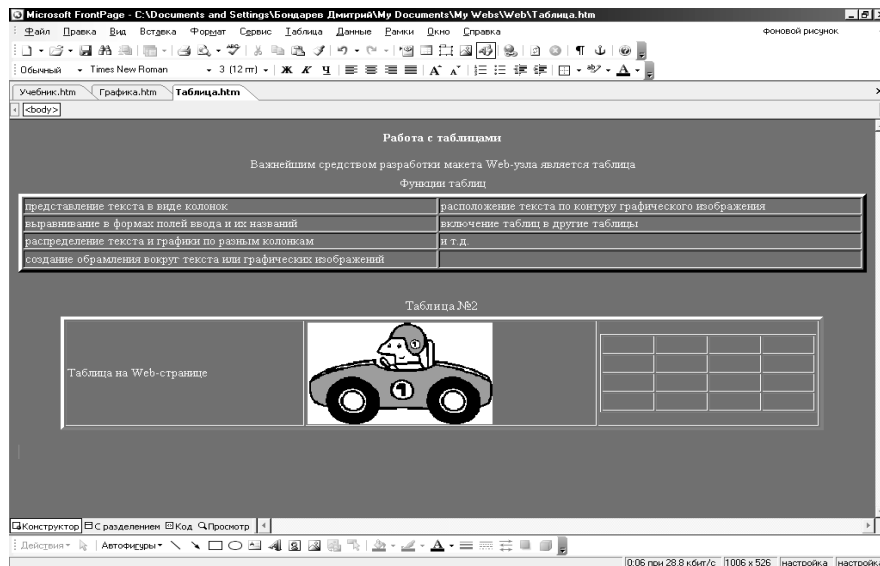 Microsoft FrontPage - C:\Documents and Settings\Бондарев Дмитрий\My Documents\My Webs\Web\Таблица.htm
Файл Правка Вид Вставка Формат Сервис Таблица Данные Рамки Окно Справка фоновой рисунок
Обычный Times New Roman 3 (12 пт) Ж К Ч
Учебник.htm Графика.htm Таблица.htm
<body>
Работа с таблицами
Важнейшим средством разработки макета Web-узла является таблица
Функции таблиц
представление текста в виде колонок расположение текста по контуру графического изображения
выравнивание в формах полей ввода и их названий включение таблиц в другие таблицы
распределение текста и графики по разным колонкам и т.д.
создание обрамления вокруг текста или графических изображений
Таблица №2
Таблица на Web-странице
1
1
Конструктор С разделением Код Просмотр
Действия Автофигуры
0:06 при 28.8 кбит/с 1006 x 526 настройка настройка